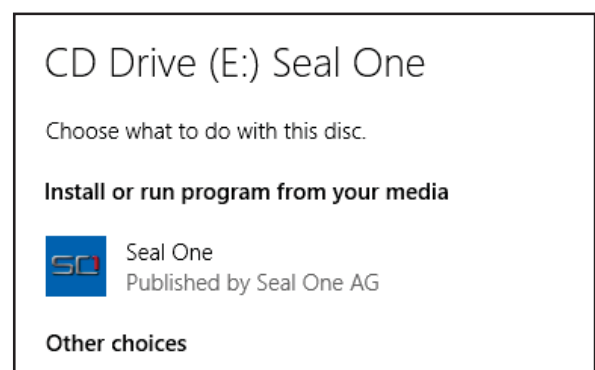 CD Drive (E:) Seal One
Choose what to do with this disc.
Install or run program from your media
SO1
Seal One
Published by Seal One AG
Other choices